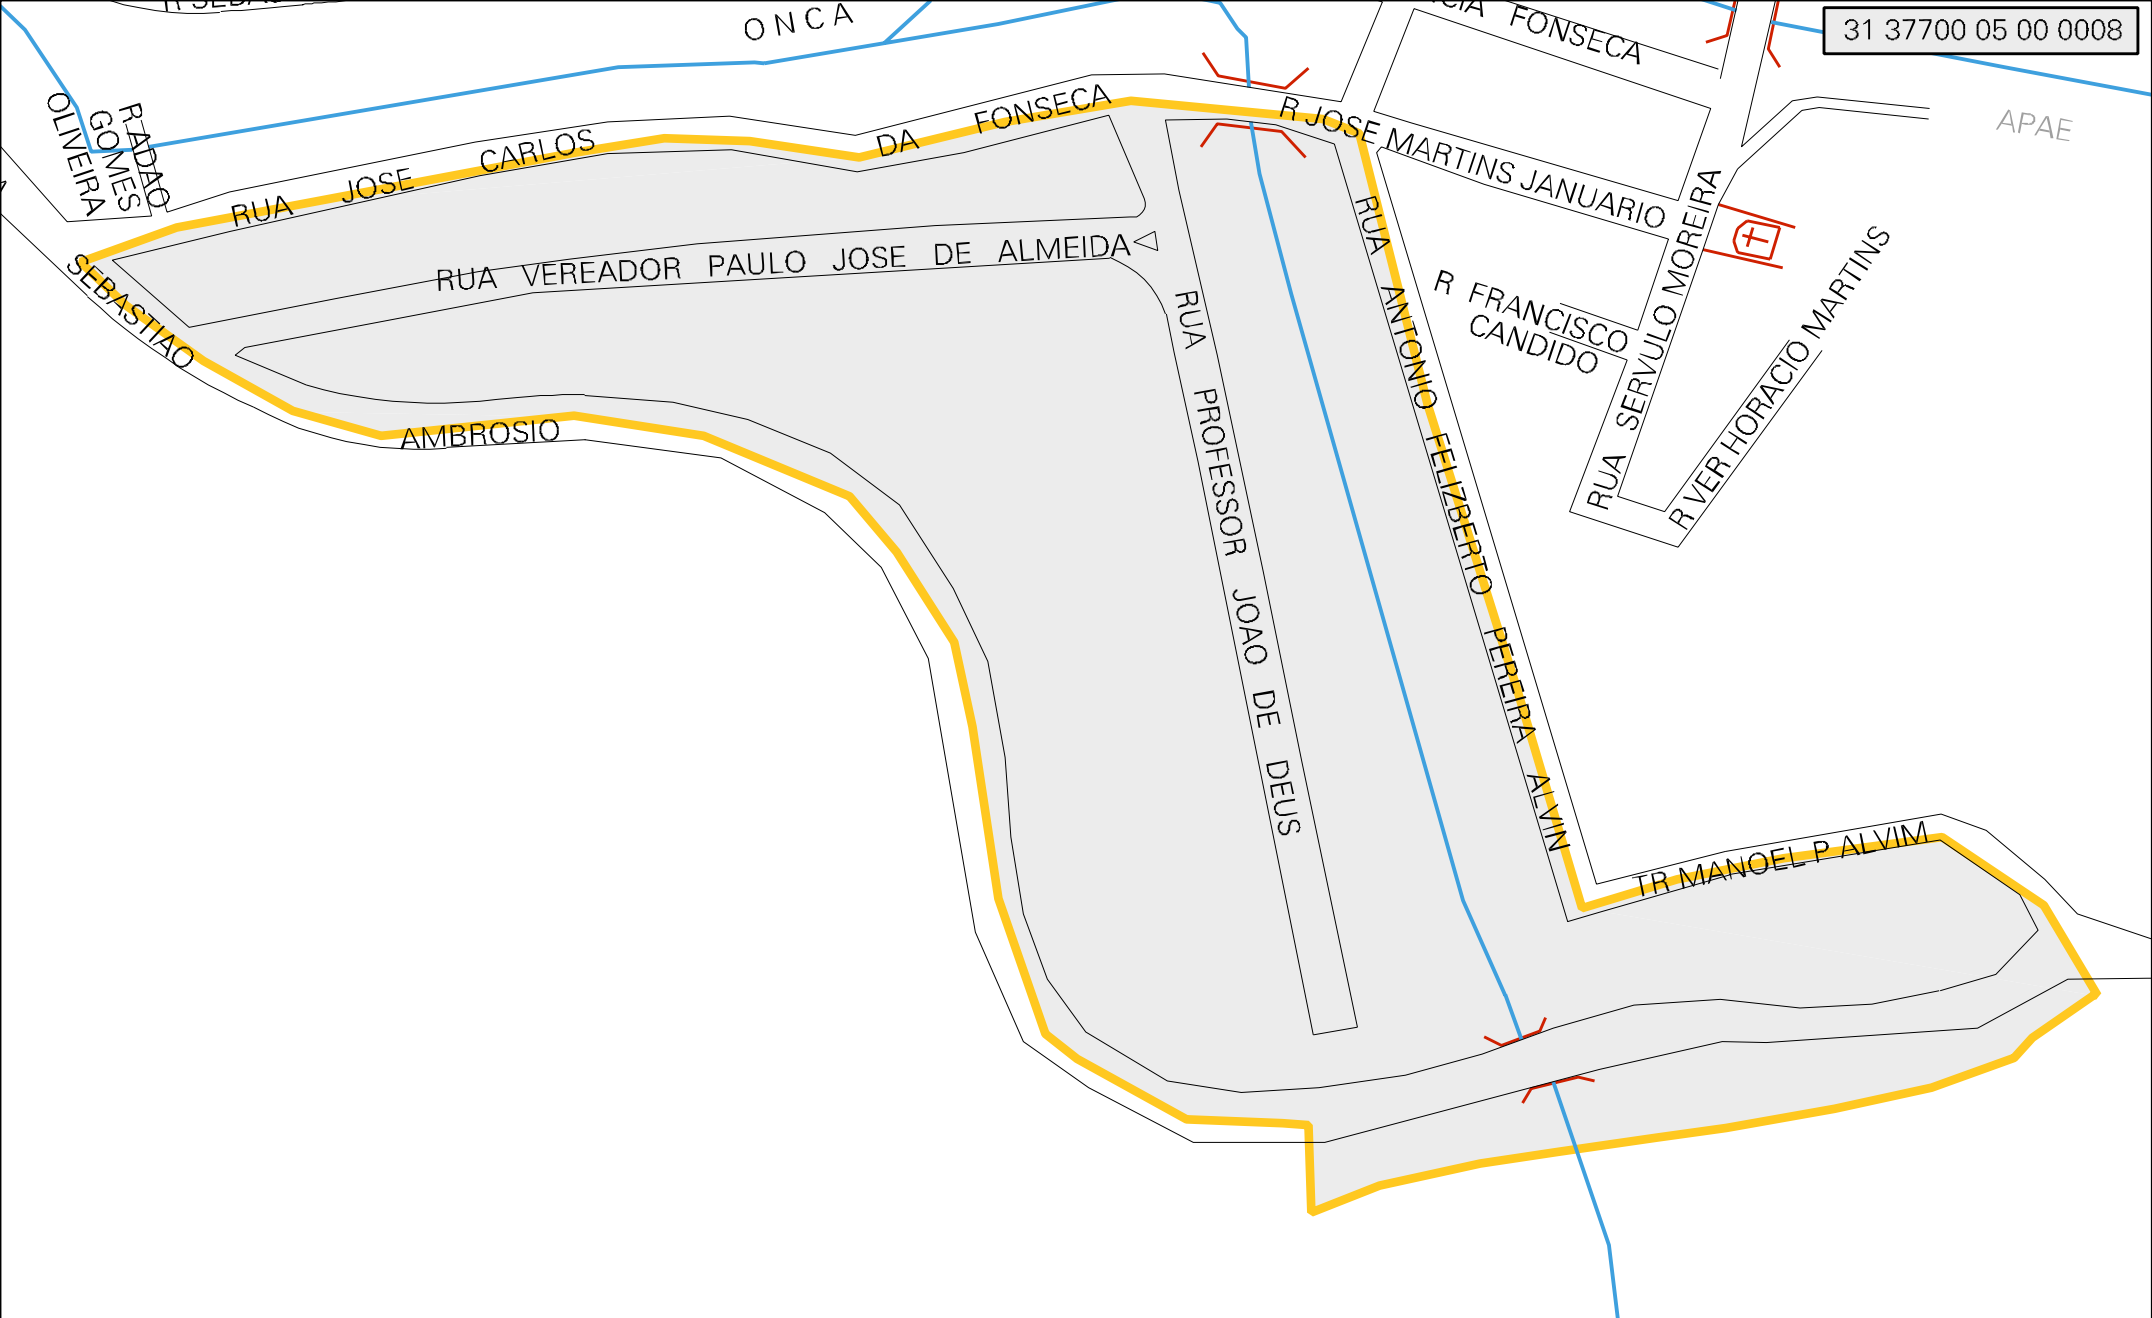 ONCA
FONSECA
31 37700 05 00 0008
R ADAO
GOMES
OLIVEIRA
RUA JOSE CARLOS DA FONSECA
R JOSE MARTINS JANUARIO
APAE
SEBASTIAO
AMBROSIO
RUA VEREADOR PAULO JOSE DE ALMEIDA
RUA PROFESSOR JOAO DE DEUS
RUA ANTONIO FELIZBERTO PEREIRA ALVIN
R FRANCISCO
CANDIDO
RUA SERVULO MOREIRA
R VER HORACIO MARTINS
TR MANOEL P ALVIM